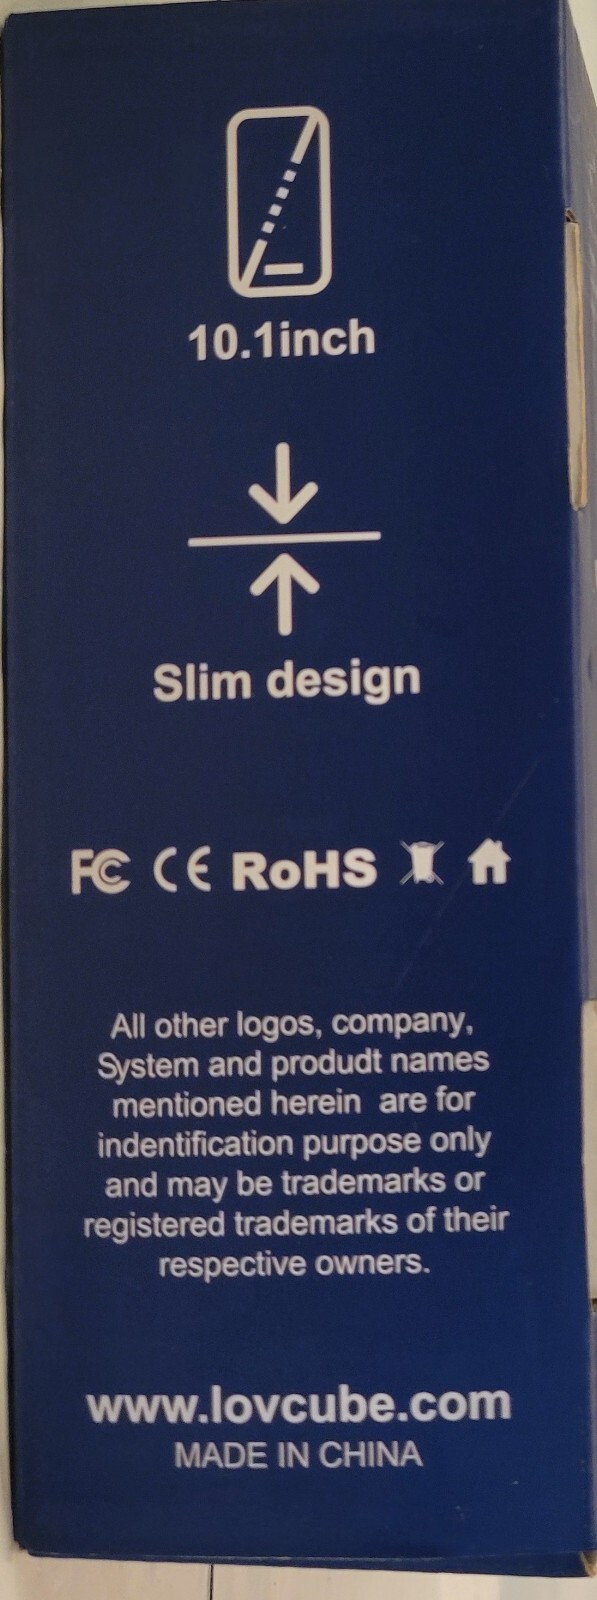 10.1inch
Slim design
FC CE RoHS
All other logos, company,
System and produdt names
mentioned herein are for
indentification purpose only
and may be trademarks or
registered trademarks of their
respective owners.
www.lovcube.com
MADE IN CHINA